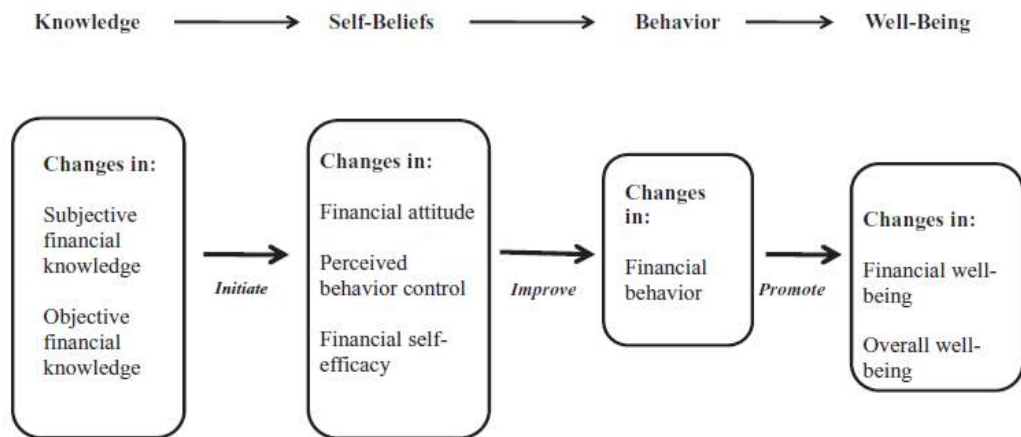 Knowledge
Self-Beliefs
Behavior
Well-Being
Changes in:
Subjective
financial
knowledge
Objective
financial
knowledge
Initiate
Changes in:
Financial attitude
Perceived
behavior control
Financial self-
efficacy
Improve
Changes
in:
Financial
behavior
Promote
Changes in:
Financial well-
being
Overall well-
being